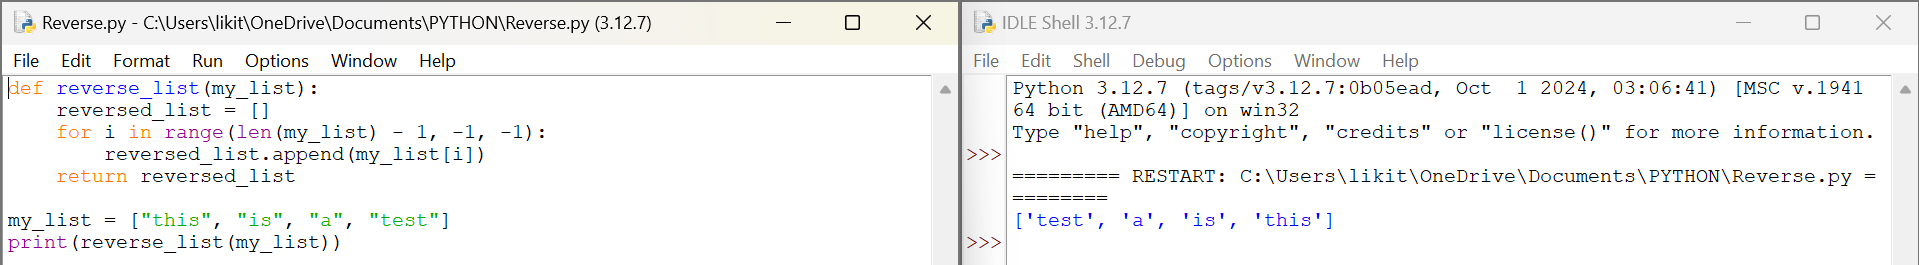 Reverse.py - C:\Users\likit\OneDrive\Documents\PYTHON\Reverse.py (3.12.7)
File Edit Format Run Options Window Help
def reverse_list(my_list):
    reversed_list = []
    for i in range(len(my_list) - 1, -1, -1):
        reversed_list.append(my_list[i])
    return reversed_list

my_list = ["this", "is", "a", "test"]
print(reverse_list(my_list))
IDLE Shell 3.12.7
File Edit Shell Debug Options Window Help
Python 3.12.7 (tags/v3.12.7:0b05ead, Oct  1 2024, 03:06:41) [MSC v.1941
64 bit (AMD64)] on win32
Type "help", "copyright", "credits" or "license()" for more information.
>>>
========= RESTART: C:\Users\likit\OneDrive\Documents\PYTHON\Reverse.py =
========
['test', 'a', 'is', 'this']
>>>